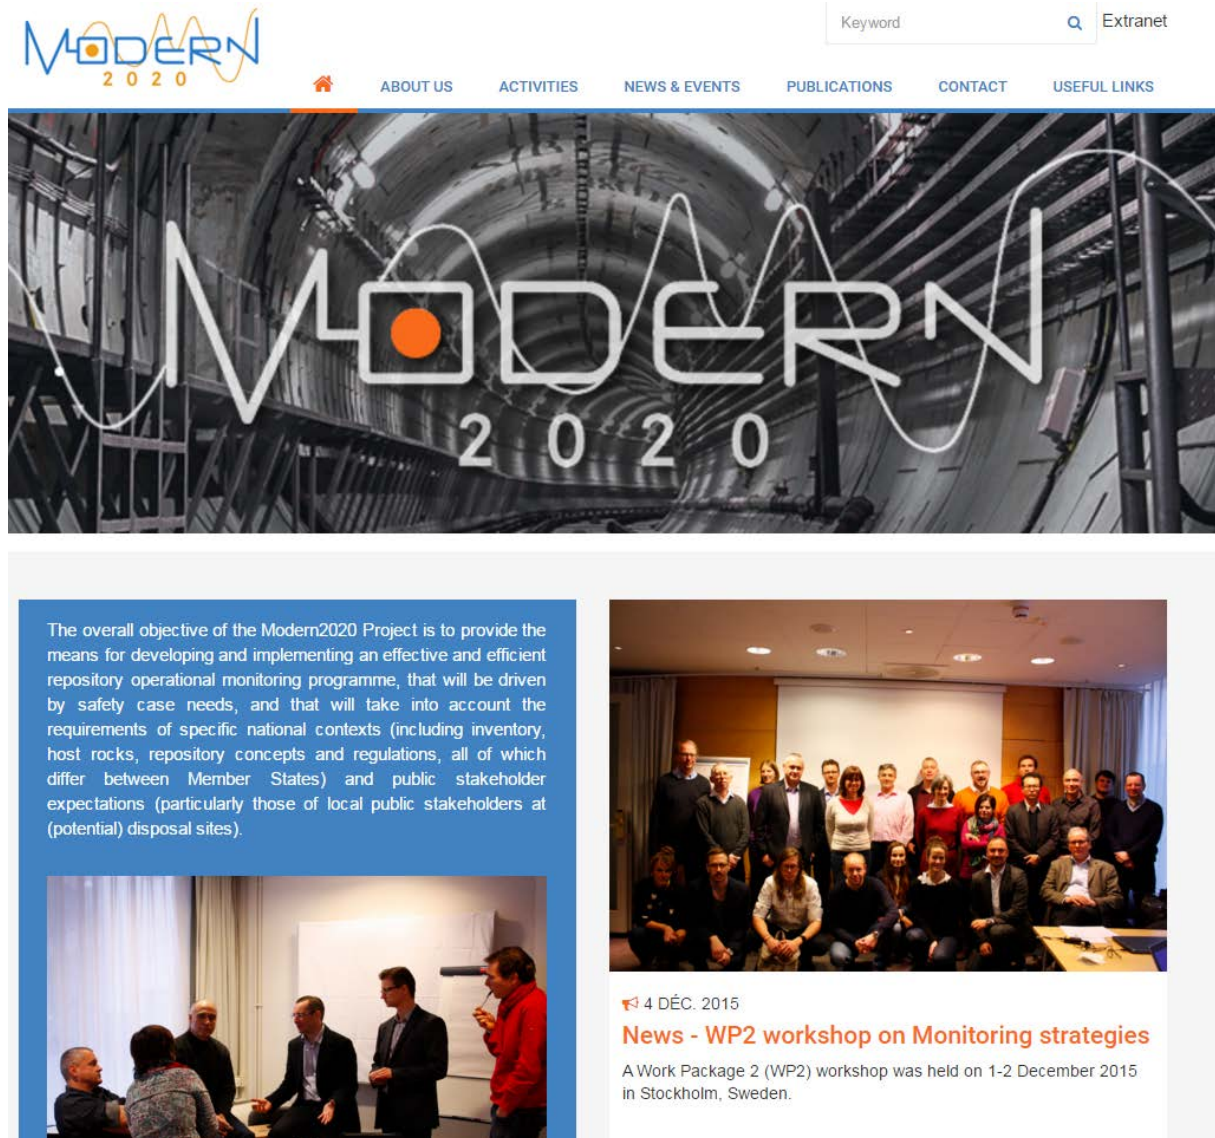 MODERN
2020
Keyword
Extranet
ABOUT US
ACTIVITIES
NEWS & EVENTS
PUBLICATIONS
CONTACT
USEFUL LINKS
MODERN
2020
The overall objective of the Modern2020 Project is to provide the
means for developing and implementing an effective and efficient
repository operational monitoring programme, that will be driven
by safety case needs, and that will take into account the
requirements of specific national contexts (including inventory,
host rocks, repository concepts and regulations, all of which
differ between Member States) and public stakeholder
expectations (particularly those of local public stakeholders at
(potential) disposal sites).
4 DÉC. 2015
News - WP2 workshop on Monitoring strategies
A Work Package 2 (WP2) workshop was held on 1-2 December 2015
in Stockholm, Sweden.